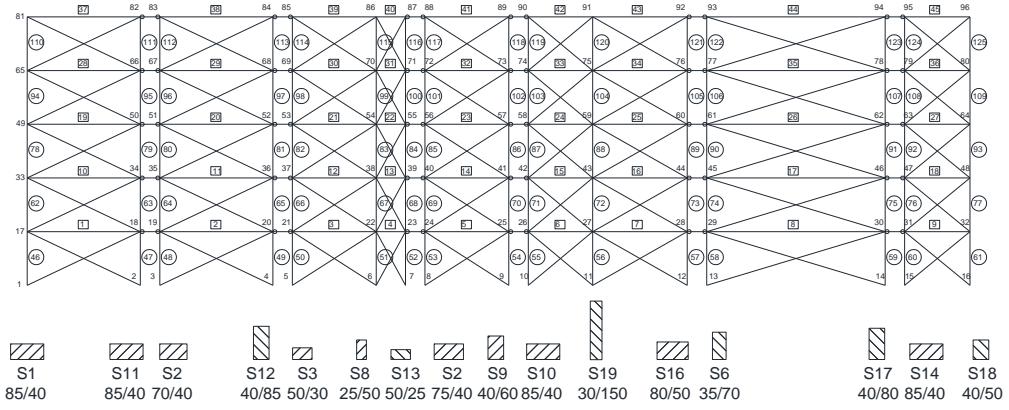 81 37 82 83 38 84 85 39 86 40 87 88 41 89 90 42 91 43 92 93 44 94 95 45 96
110 111 112 113 114 115 116 117 118 119 120 121 122 123 124 125
65 28 66 67 29 68 69 30 70 31 71 72 32 73 74 33 75 34 76 77 35 78 79 36 80
94 95 96 97 98 99 100 101 102 103 104 105 106 107 108 109
49 19 50 51 20 52 53 21 54 22 55 56 23 57 58 24 59 25 60 61 26 62 63 27 64
78 79 80 81 82 83 84 85 86 87 88 89 90 91 92 93
33 10 34 35 11 36 37 12 38 13 39 40 14 41 42 15 43 16 44 45 17 46 47 18 48
62 63 64 65 66 67 68 69 70 71 72 73 74 75 76 77
17 1 18 19 2 20 21 3 22 4 23 24 5 25 26 6 27 7 28 29 8 30 31 9 32
46 47 48 49 50 51 52 53 54 55 56 57 58 59 60 61
1 2 3 4 5 6 7 8 9 10 11 12 13 14 15 16
S1 S11 S2 S12 S3 S8 S13 S2 S9 S10 S19 S16 S6 S17 S14 S18
85/40 85/40 70/40 40/85 50/30 25/50 50/25 75/40 40/60 85/40 30/150 80/50 35/70 40/80 85/40 40/50